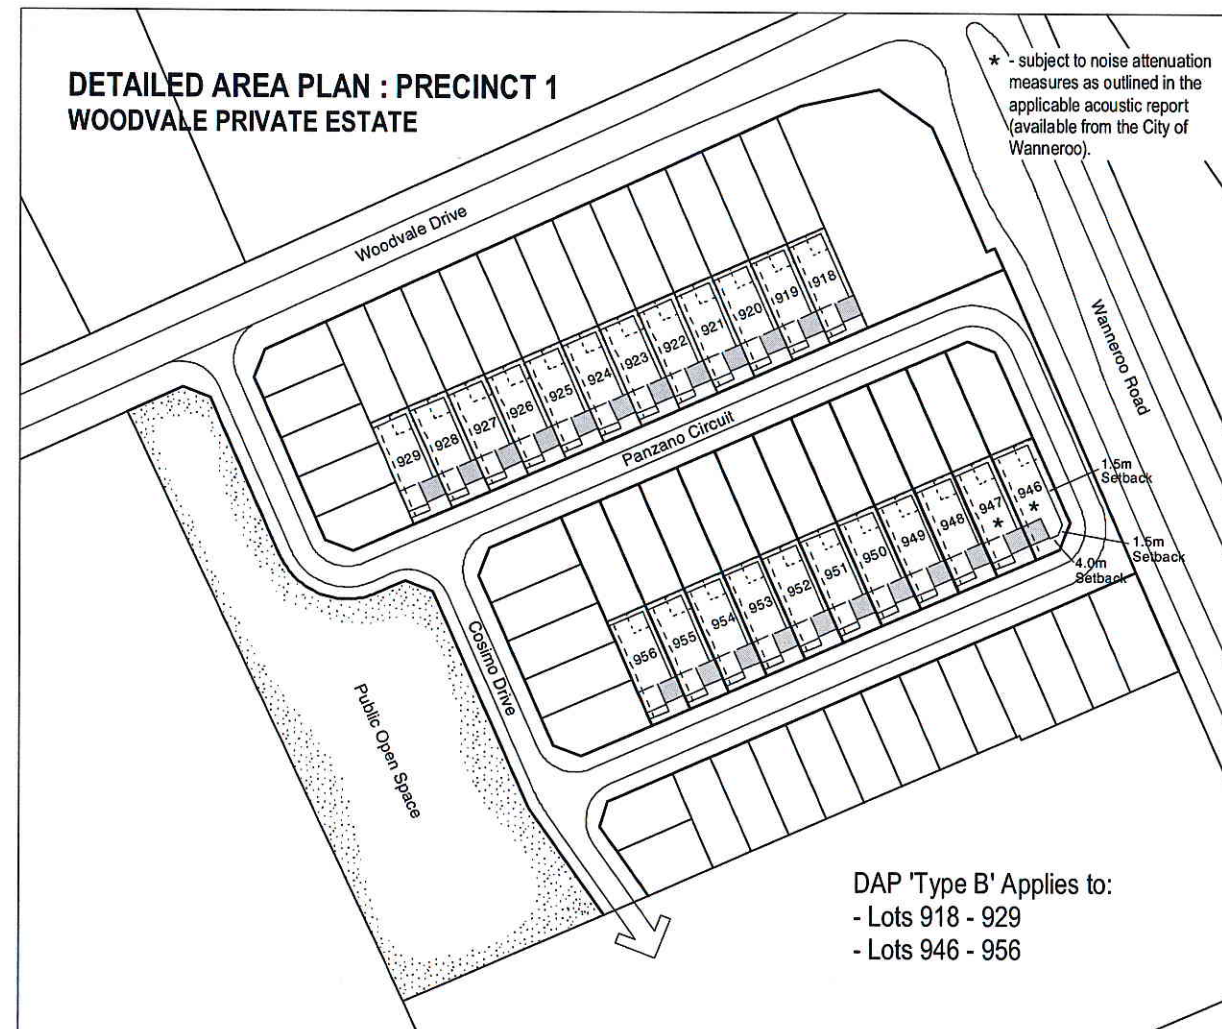 DETAILED AREA PLAN : PRECINCT 1
WOODVALE PRIVATE ESTATE
* - subject to noise attenuation
measures as outlined in the
applicable acoustic report
(available from the City of
Wanneroo).
Woodvale Drive
918
919
920
921
922
923
924
925
926
927
928
929
Wanneroo Road
Panzano Circuit
946
*
947
*
948
949
950
951
952
953
954
955
956
1.5m
Setback
1.5m
Setback
4.0m
Setback
Cosimo Drive
Public Open Space
DAP 'Type B' Applies to:
- Lots 918 - 929
- Lots 946 - 956